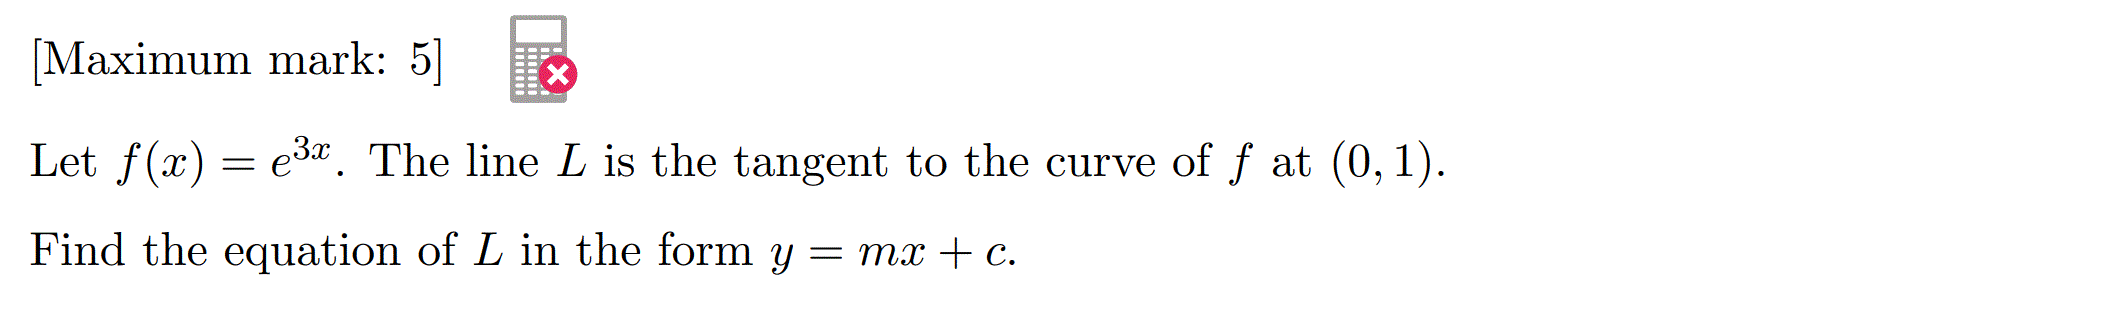 [Maximum mark: 5]
Let f(x) = e^{3x}. The line L is the tangent to the curve of f at (0, 1).
Find the equation of L in the form y = mx + c.